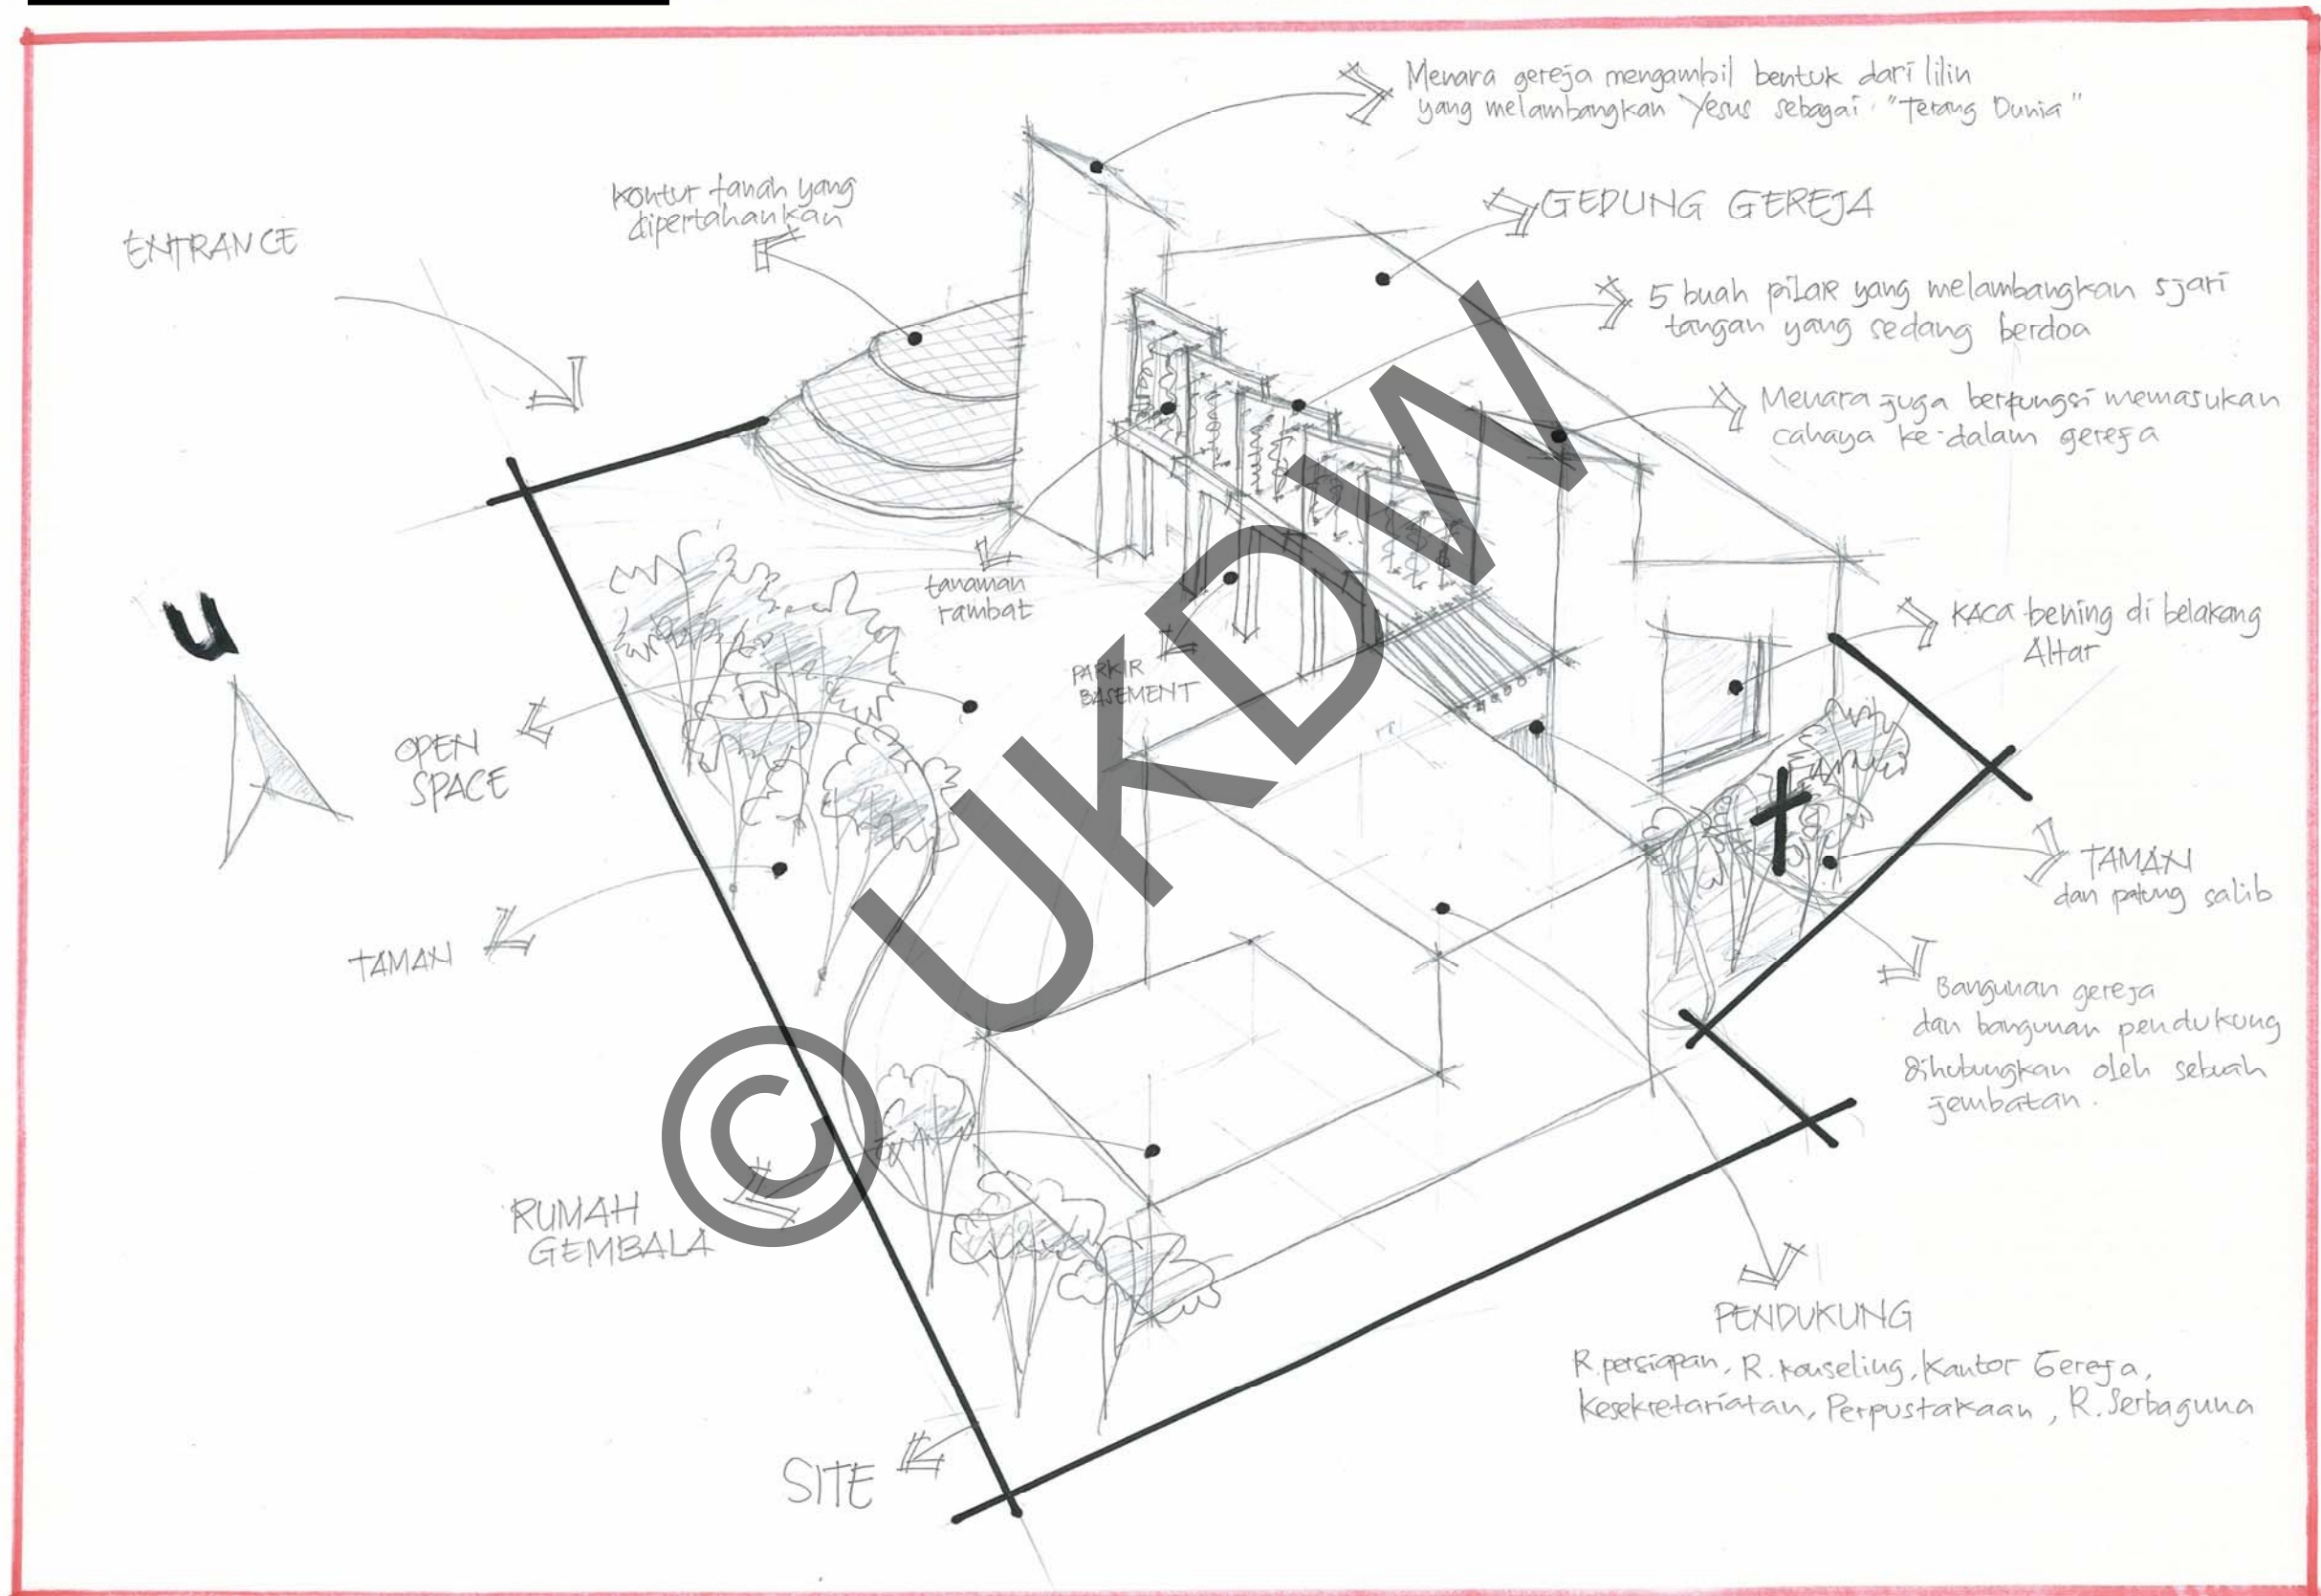 Menara gereja mengambil bentuk dari lilin
yang melambangkan Yesus sebagai "Terang Dunia"
Kontur tanah yang
dipertahankan
GEDUNG GEREJA
ENTRANCE
5 buah pilar yang melambangkan 5 jari
tangan yang sedang berdoa
Menara juga berfungsi memasukan
cahaya ke-dalam gereja
tanaman
rambat
U
KACA bening di belakang
Altar
PARKIR
BASEMENT
OPEN
SPACE
TAMAN
dan patung salib
TAMAN
Bangunan gereja
dan bangunan pendukung
dihubungkan oleh sebuah
jembatan.
RUMAH
GEMBALA
PENDUKUNG
R.persiapan, R.konseling, Kantor Gereja,
Kesekretariatan, Perpustakaan, R.Serbaguna
SITE
© UKDW